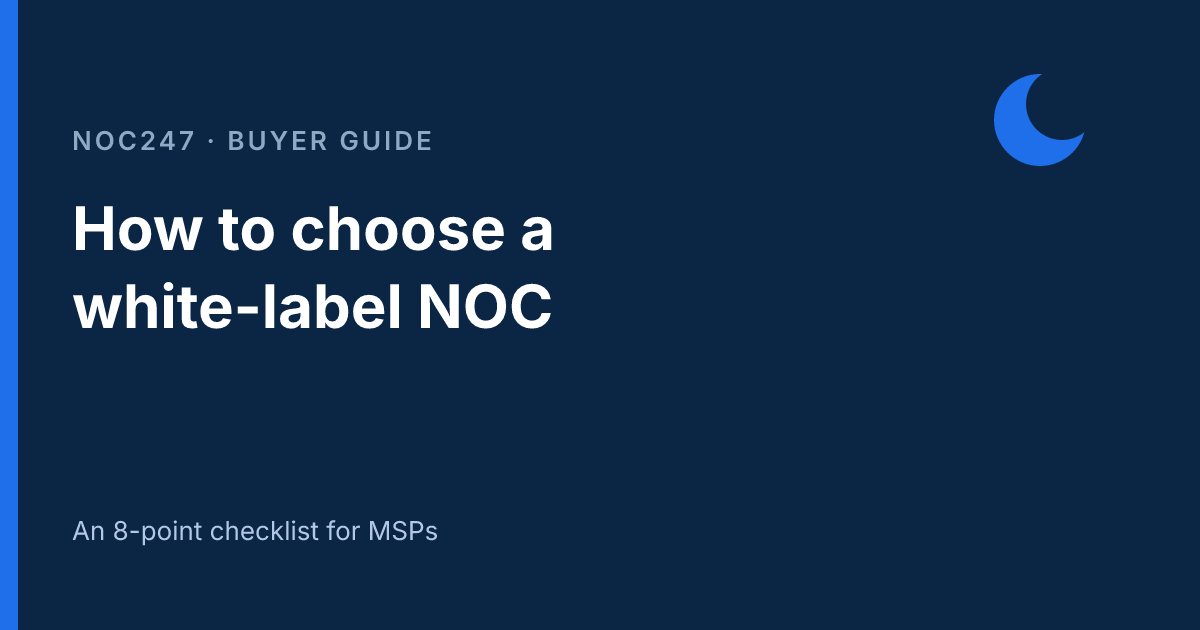 NOC247 · BUYER GUIDE
How to choose a
white-label NOC
An 8-point checklist for MSPs